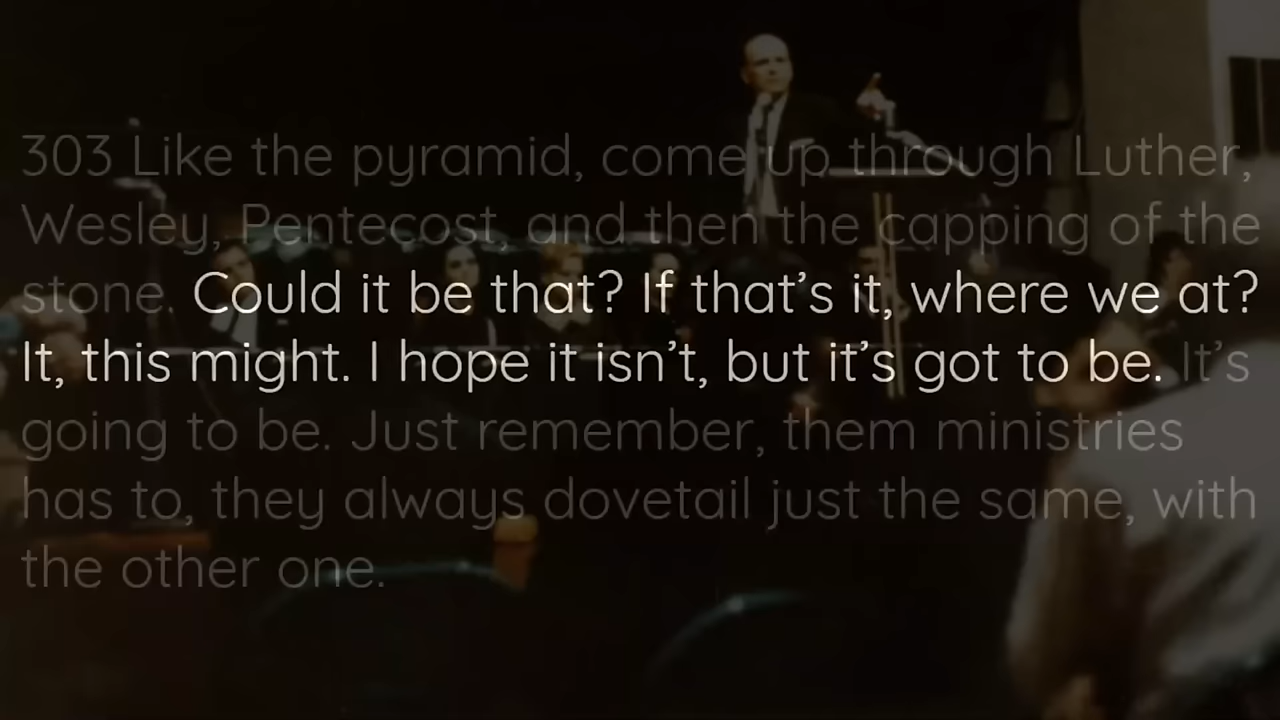 303 Like the pyramid, come up through Luther,
Wesley, Pentecost, and then the capping of the
stone. Could it be that? If that’s it, where we at?
It, this might. I hope it isn’t, but it’s got to be. It’s
going to be. Just remember, them ministries
has to, they always dovetail just the same, with
the other one.